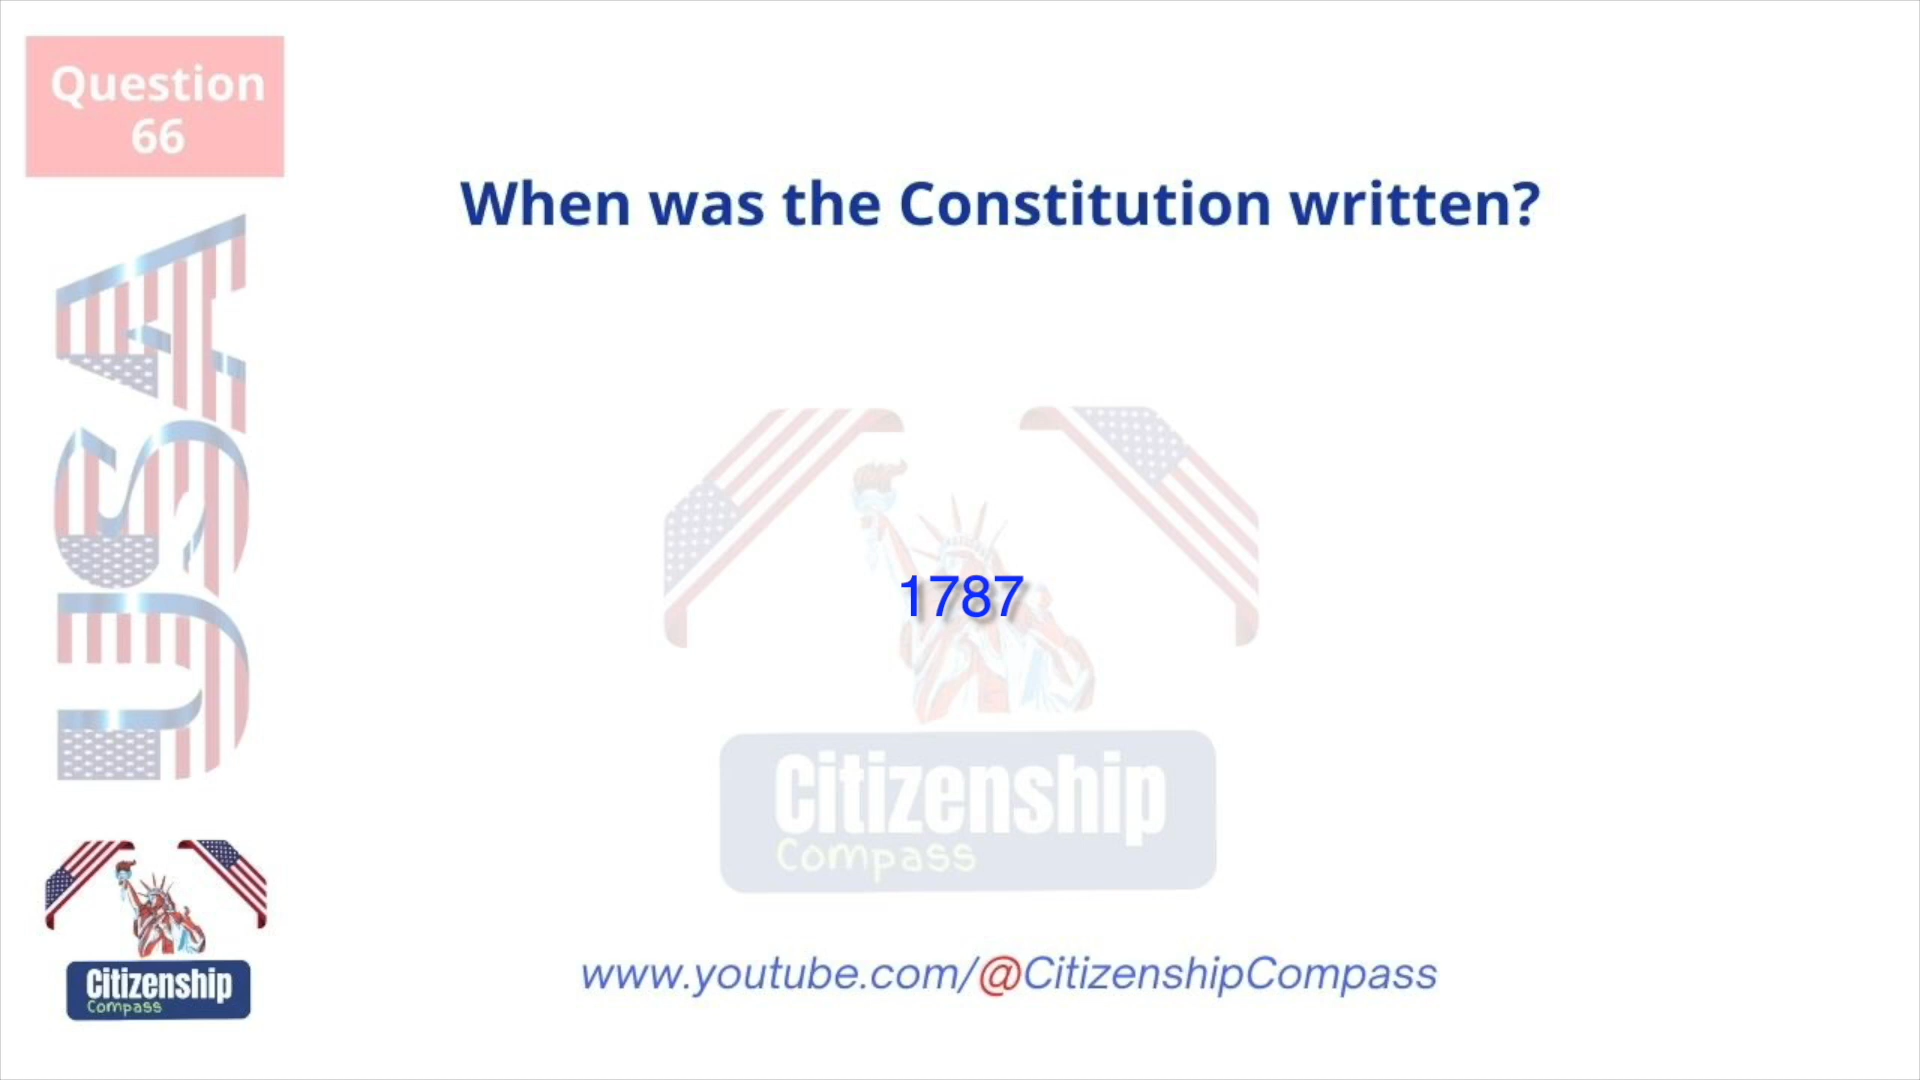 Question
66
When was the Constitution written?
USA
1787
Citizenship
Compass
Citizenship
Compass
www.youtube.com/@CitizenshipCompass